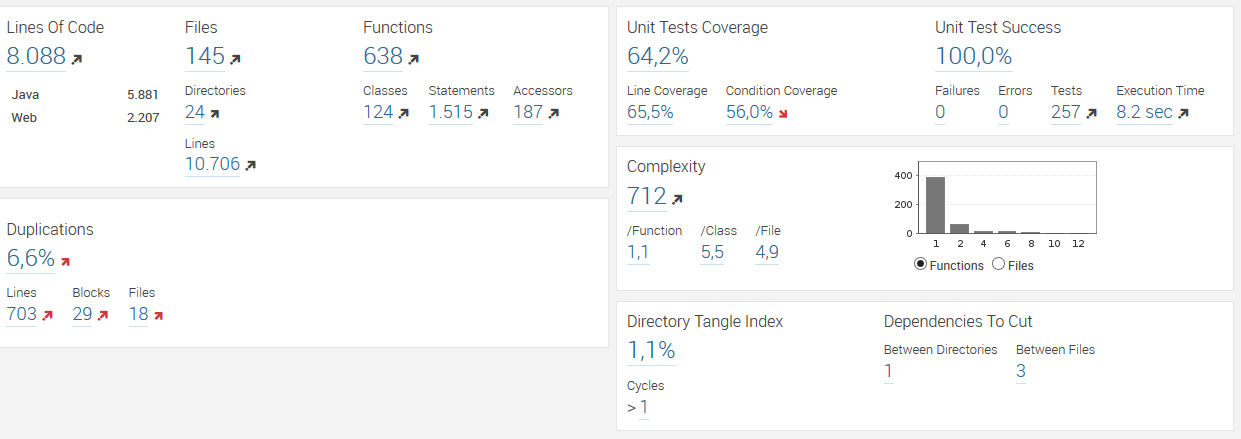 Lines Of Code
8.088
Java 5.881
Web 2.207
Files
145
Directories
24
Lines
10.706
Functions
638
Classes Statements Accessors
124 1.515 187
Duplications
6,6%
Lines Blocks Files
703 29 18
Unit Tests Coverage
64,2%
Line Coverage Condition Coverage
65,5% 56,0%
Unit Test Success
100,0%
Failures Errors Tests Execution Time
0 0 257 8.2 sec
Complexity
712
/Function /Class /File
1,1 5,5 4,9
400
200
0
1 2 4 6 8 10 12
Functions Files
Directory Tangle Index
1,1%
Cycles
> 1
Dependencies To Cut
Between Directories Between Files
1 3